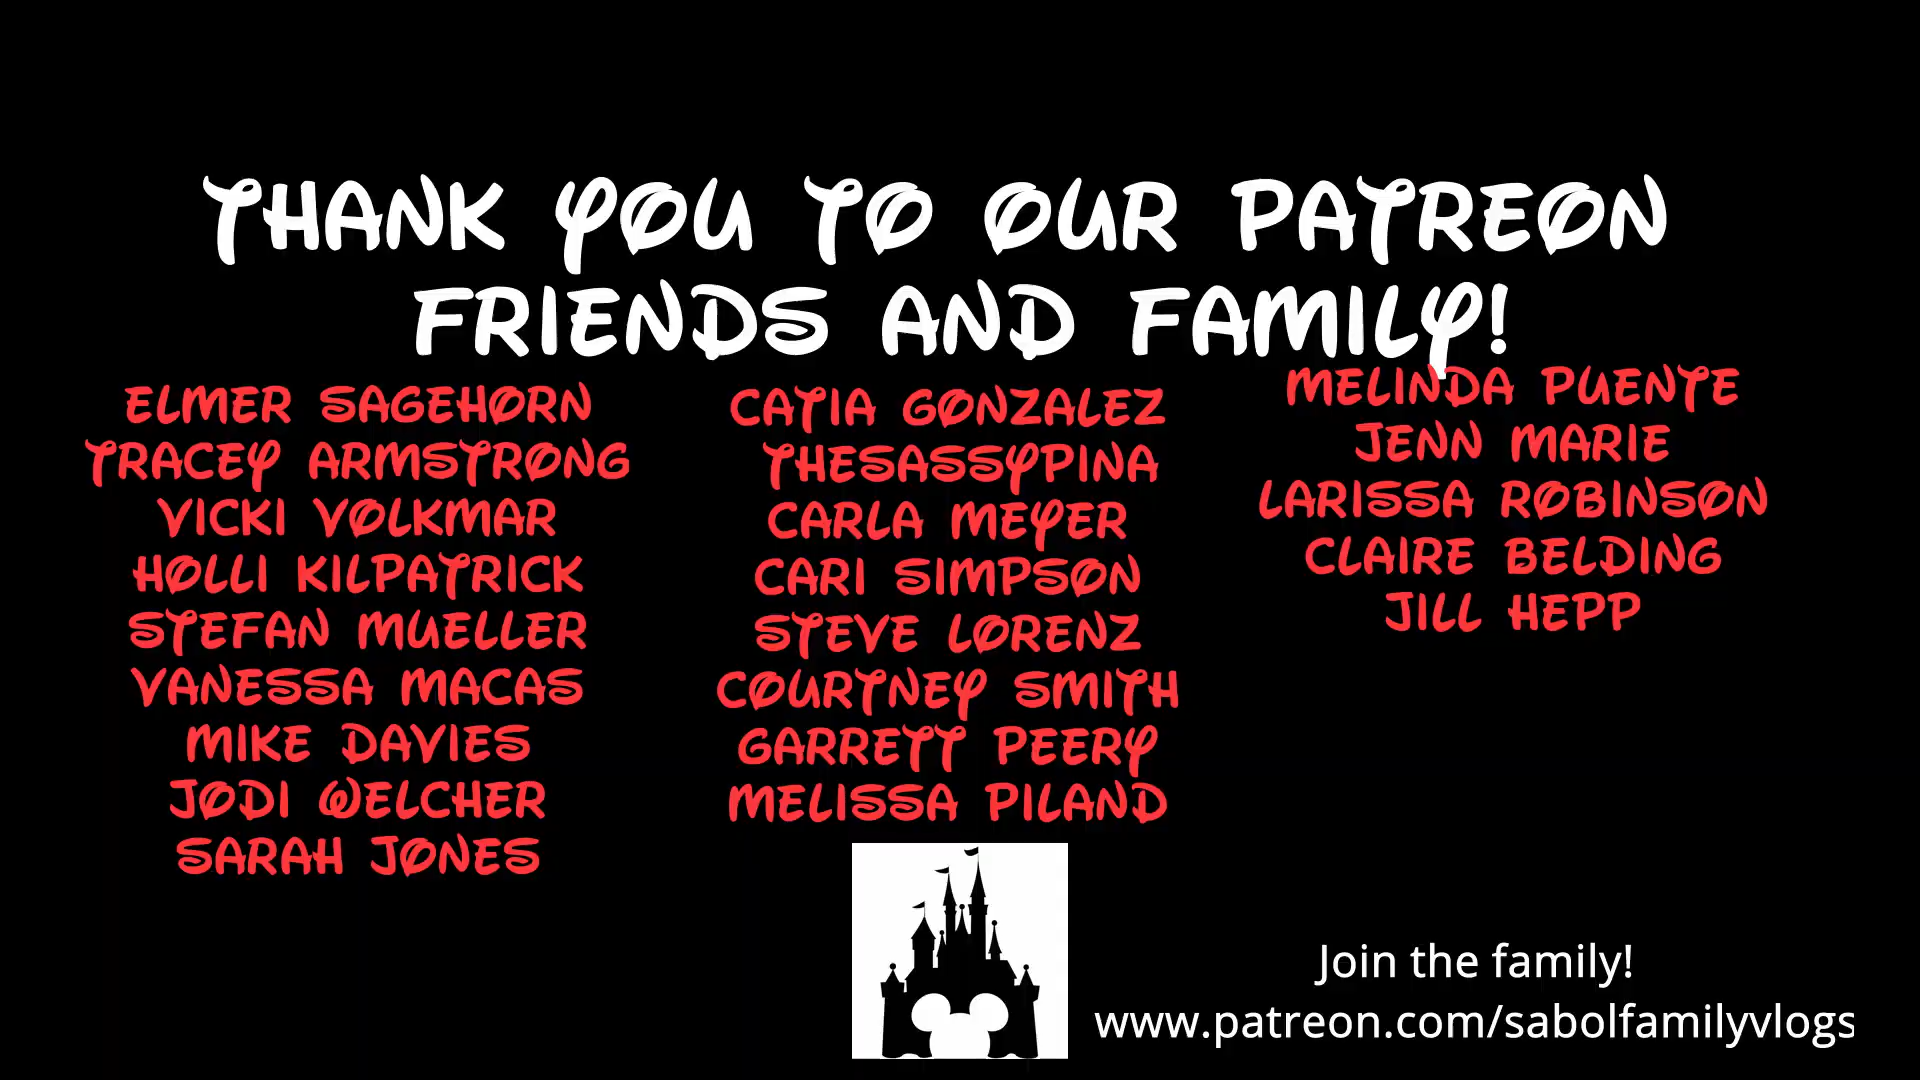 THANK YOU TO OUR PATREON
FRIENDS AND FAMILY!
ELMER SAGEHORN
TRACEY ARMSTRONG
VICKI VOLKMAR
HOLLI KILPATRICK
STEFAN MUELLER
VANESSA MACAS
MIKE DAVIES
JODI WELCHER
SARAH JONES
CATIA GONZALEZ
THESASSYPINA
CARLA MEYER
CARI SIMPSON
STEVE LORENZ
COURTNEY SMITH
GARRETT PEERY
MELISSA PILAND
MELINDA PUENTE
JENN MARIE
LARISSA ROBINSON
CLAIRE BELDING
JILL HEPP
Join the family!
www.patreon.com/sabolfamilyvlogs